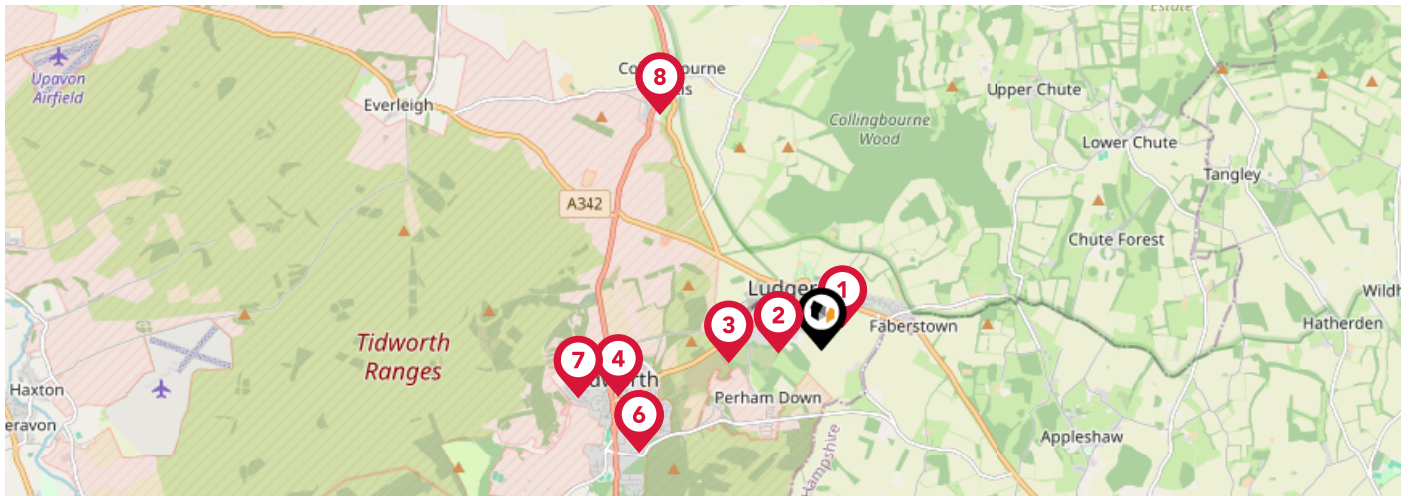 Estate
Upavon
Airfield
8
Everleigh
Upper Chute
Collingbourne
Wood
Lower Chute
Tangley
A342
Chute Forest
1
2
3
Faberstown
Hatherden
Tidworth
Ranges
7
4
6
Haxton
Perham Down
Appleshaw
Hampshire